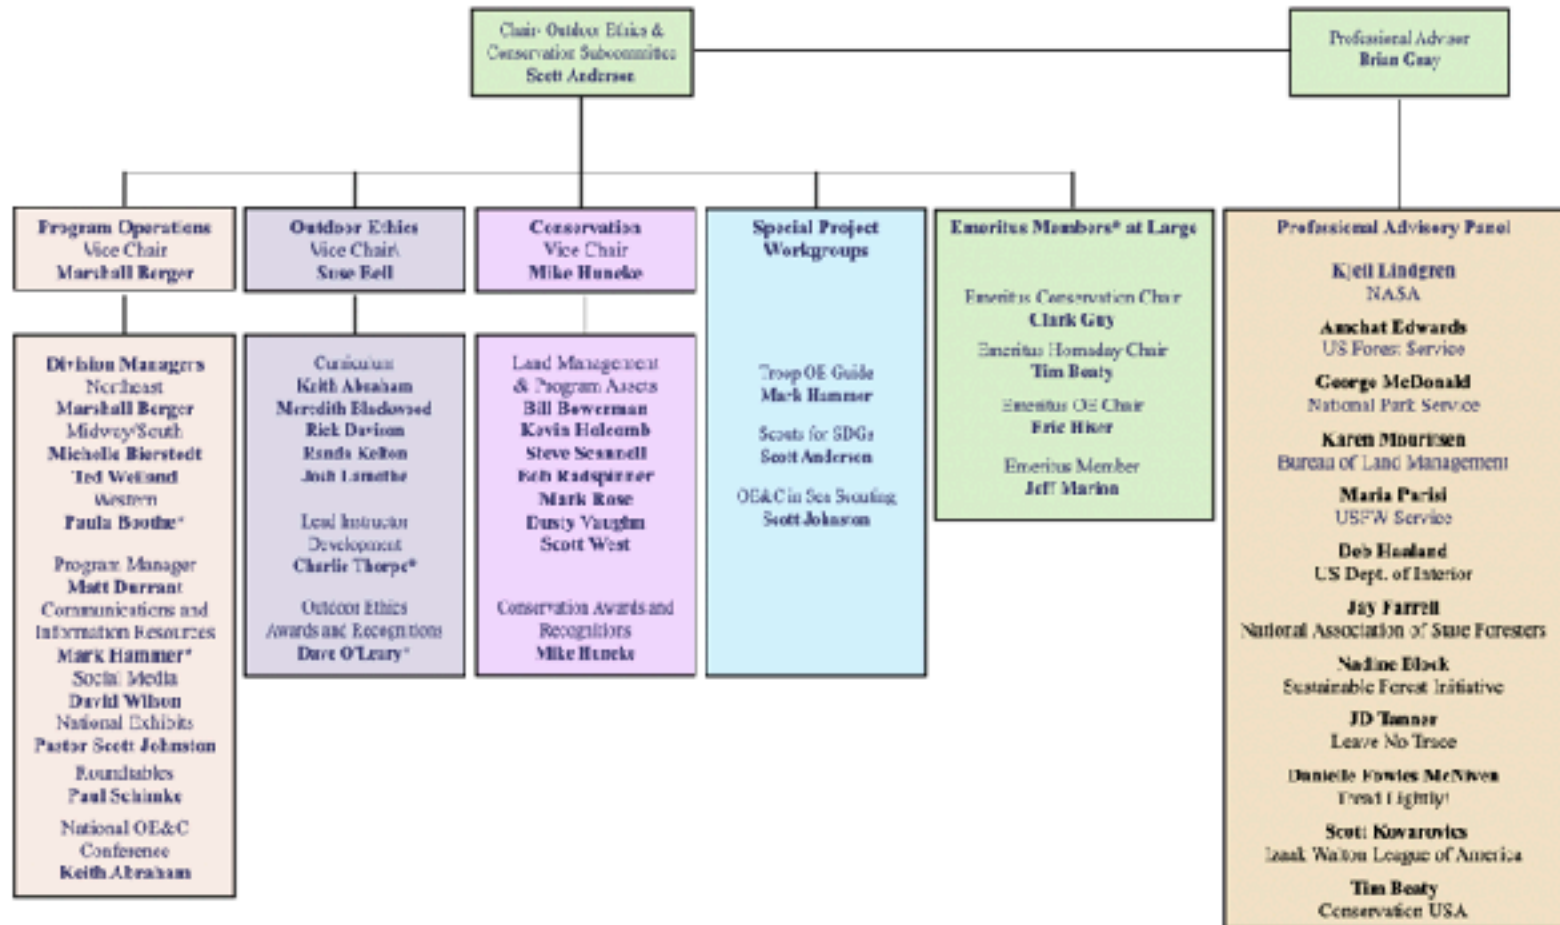 Chair- Outdoor Ethics &
Conservation Subcommittee
Scott Anderson
Professional Advisor
Brian Gray
Program Operations
Vice Chair
Marshall Berger
Division Managers
Northeast
Marshall Berger
Midway/South
Michelle Bierstedt
Ted Weiland
Western
Paula Boothe*
Program Manager
Matt Durrant
Communications and
Information Resources
Mark Hammer*
Social Media
David Wilson
National Exhibits
Pastor Scott Johnston
Roundtables
Paul Schimke
National OE&C
Conference
Keith Abraham
Outdoor Ethics
Vice Chair\
Suse Bell
Curriculum
Keith Abraham
Meredith Blackwood
Rick Davison
Randa Kelton
Josh Lamothe
Lead Instructor
Development
Charlie Thorpe*
Outdoor Ethics
Awards and Recognitions
Dave O'Leary*
Conservation
Vice Chair
Mike Huneke
Land Management
& Program Assets
Bill Bowerman
Kevin Holcomb
Steve Scannell
Radspinner
Mark Rose
Dusty Vaughn
Scott West
Conservation Awards and
Recognitions
Mike Huneke
Special Project
Workgroups
Troop OE Guide
Mark Hammer
Scouts for SDGs
Scott Anderson
OE&C in Sea Scouting
Scott Johnston
Emeritus Members* at Large
Emeritus Conservation Chair
Clark Guy
Emeritus Hornaday Chair
Tim Beaty
Emeritus OE Chair
Eric Hiser
Emeritus Member
Jeff Marion
Professional Advisory Panel
Kjell Lindgren
NASA
Amchat Edwards
US Forest Service
George McDonald
National Park Service
Karen Mouritsen
Bureau of Land Management
Maria Parisi
USFW Service
Deb Haaland
US Dept. of Interior
Jay Farrell
National Association of State Foresters
Nadine Block
Sustainable Forest Initiative
JD Tanner
Leave No Trace
Danielle Fowles McNiven
Tread Lightly!
Scott Kovarovics
Izaak Walton League of America
Tim Beaty
Conservation USA